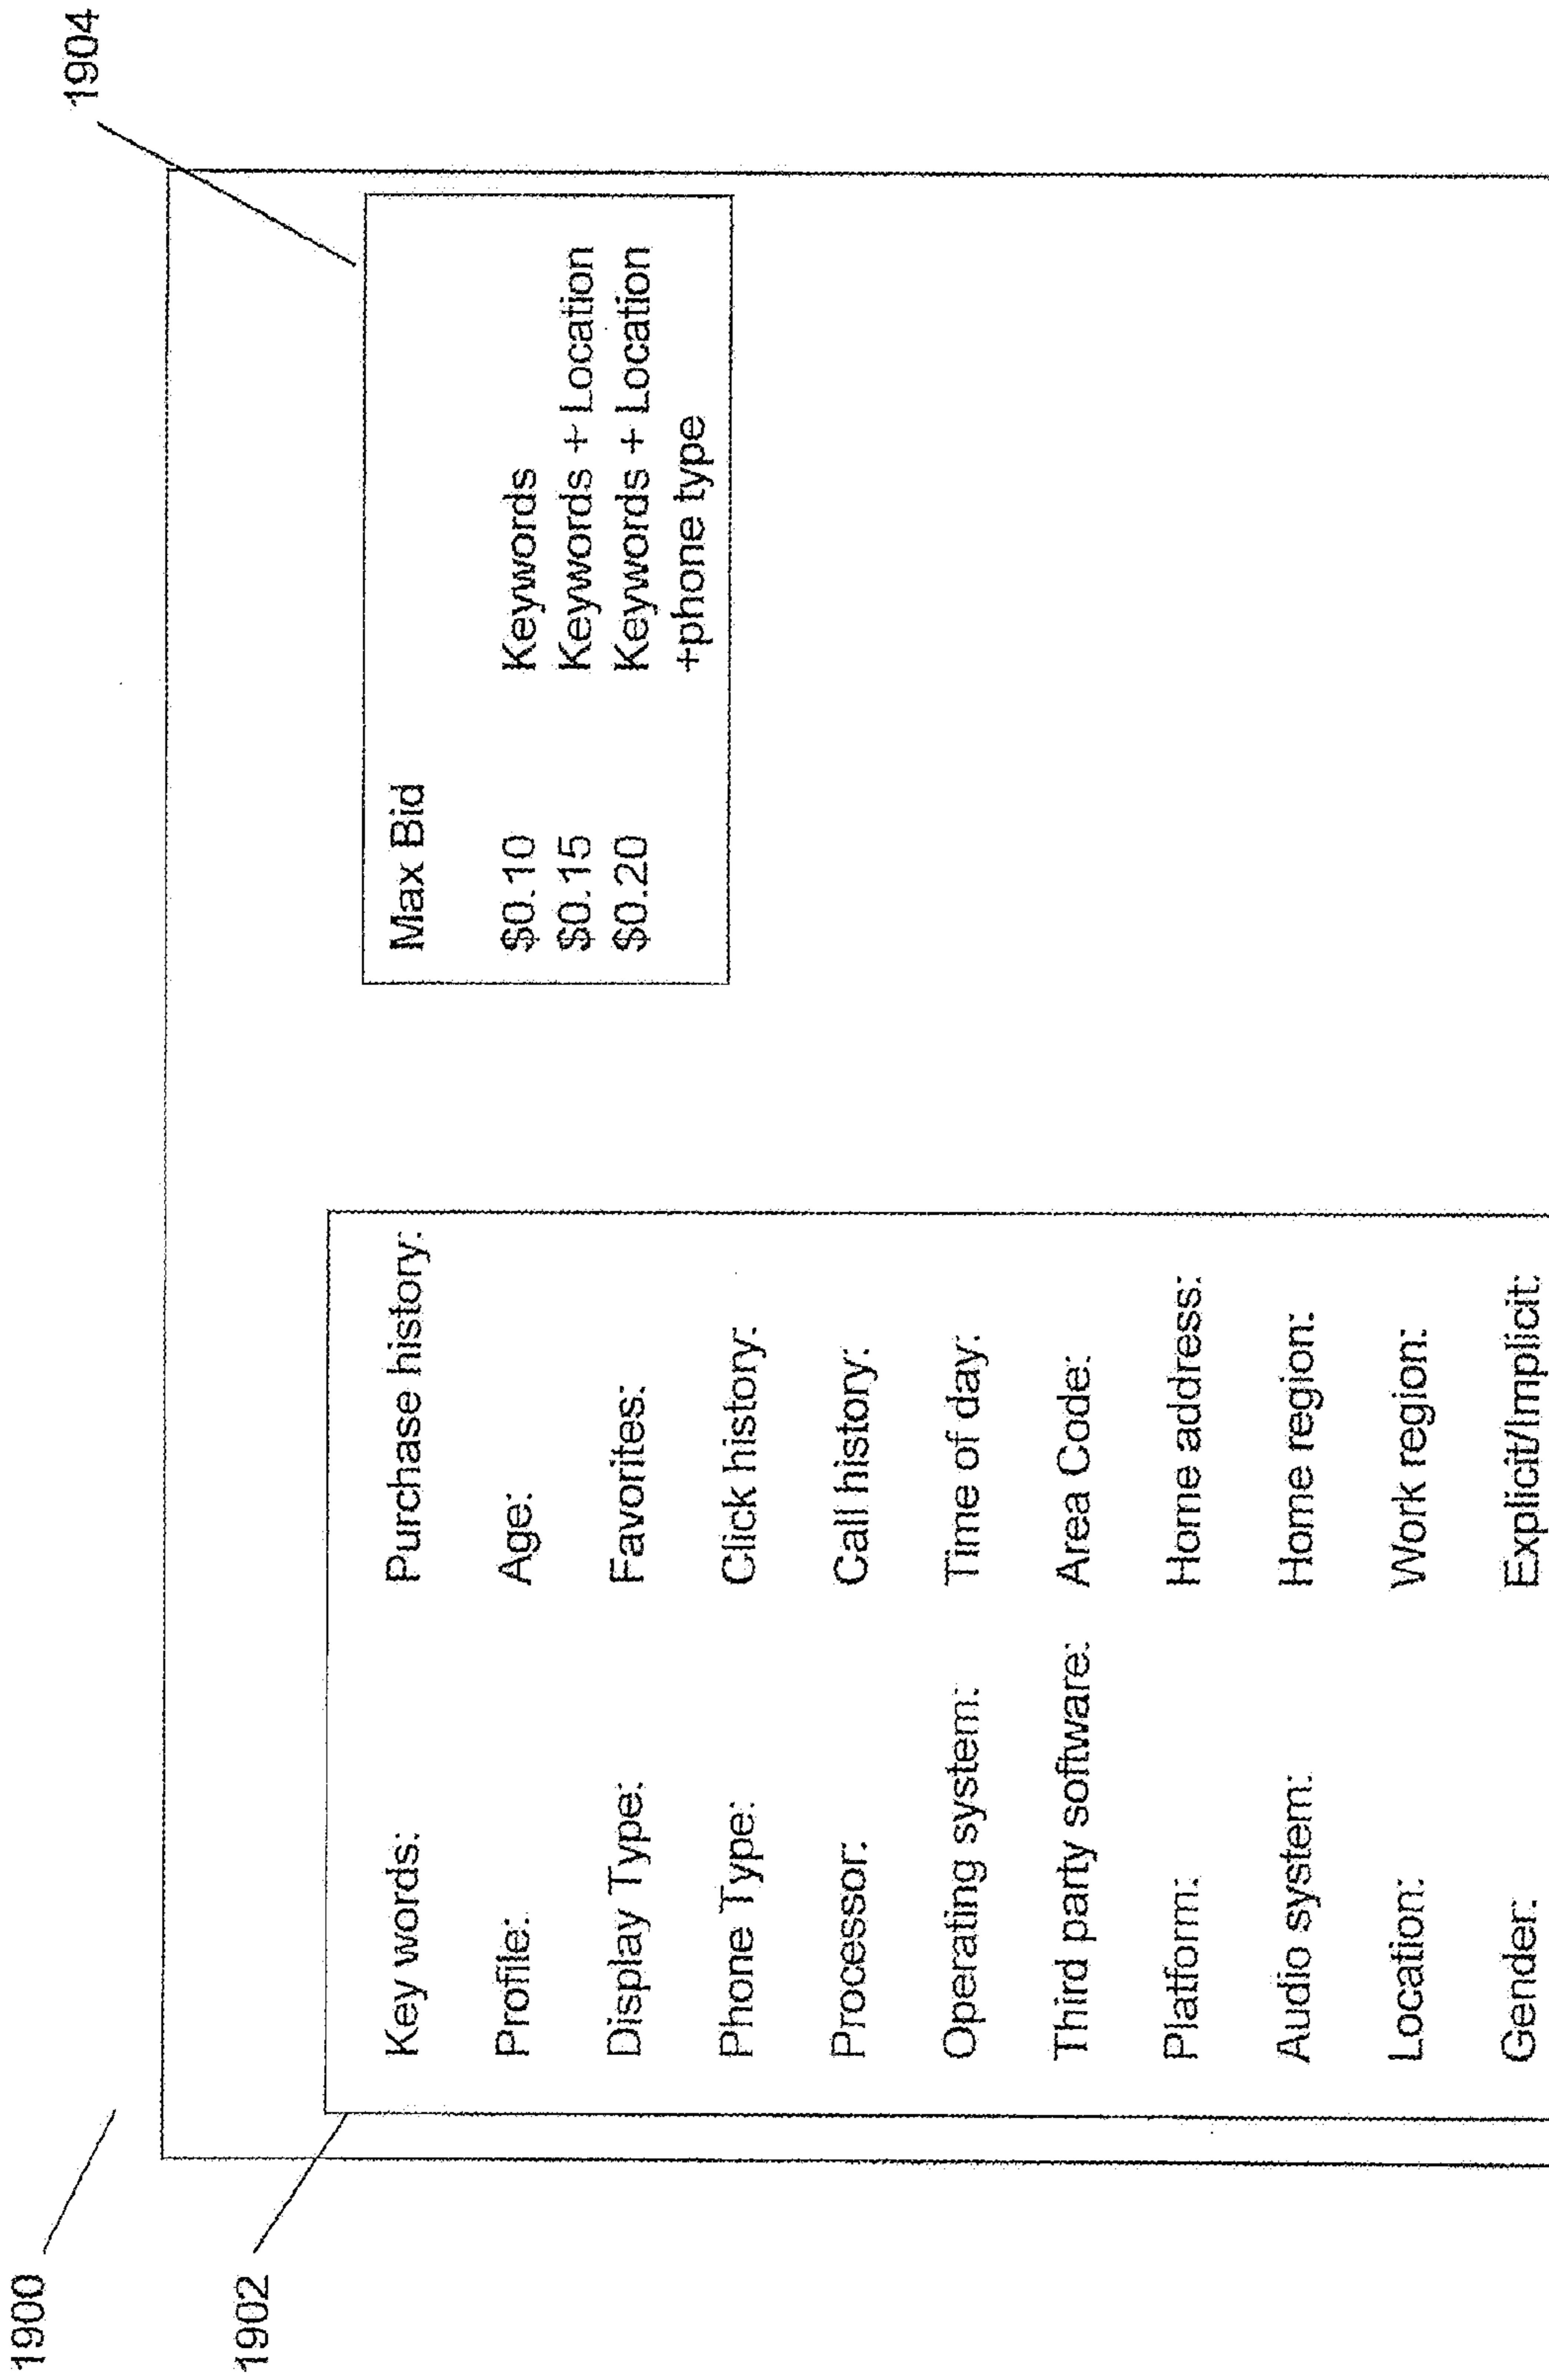 1900
1904
1902
Key words: Purchase history:
Profile: Age:
Display Type: Favorites:
Phone Type: Click history:
Processor: Call history:
Operating system: Time of day:
Third party software: Area Code:
Platform: Home address:
Audio system: Home region:
Location: Work region:
Gender: Explicit/Implicit:
Max Bid
$0.10 Keywords
$0.15 Keywords + Location
$0.20 Keywords + Location
+phone type